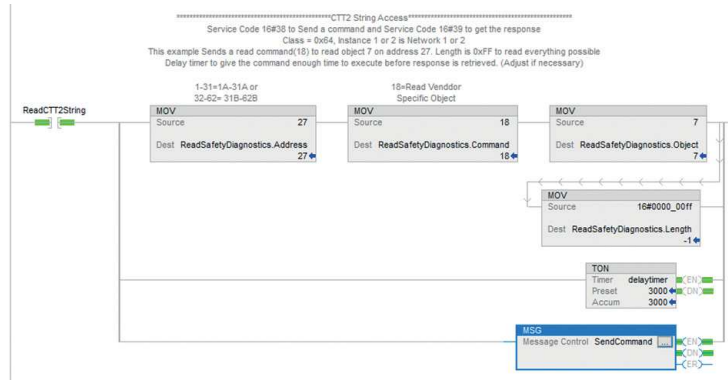 ****************************************CTT2 String Access****************************************
Service Code 16#38 to Send a command and Service Code 16#39 to get the response
Class = 0x64, Instance 1 or 2 is Network 1 or 2
This example Sends a read command(18) to read object 7 on address 27. Length is 0xFF to read everything possible
Delay timer to give the command enough time to execute before response is retrieved. (Adjust if necessary)
1-31=1A-31A or
32-62= 31B-62B
18=Read Venddor
Specific Object
ReadCTT2String
MOV
Source 27
Dest ReadSafetyDiagnostics.Address
27
MOV
Source 18
Dest ReadSafetyDiagnostics.Command
18
MOV
Source 7
Dest ReadSafetyDiagnostics.Object
7
MOV
Source 16#0000_00ff
Dest ReadSafetyDiagnostics.Length
-1
TON
Timer delaytimer (EN)
Preset 3000 (DN)
Accum 3000
MSG
Message Control SendCommand ... (EN)
(DN)
(ER)